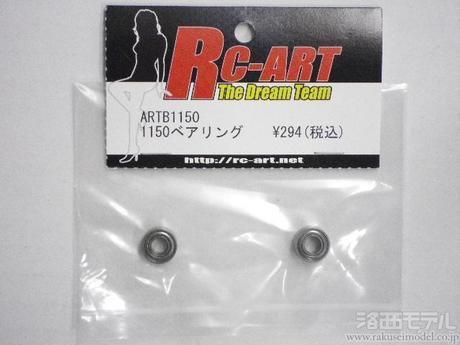 RC-ART
The Dream Team
ARTB1150
1150ベアリング ¥294(税込)
http://rc-art.net
洛西モデル
www.rakuseimodel.co.jp